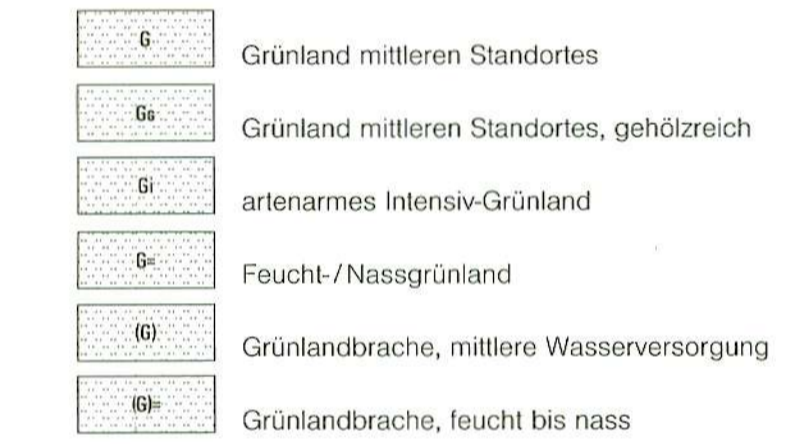 G Grünland mittleren Standortes
GG Grünland mittleren Standortes, gehölzreich
Gi artenarmes Intensiv-Grünland
G= Feucht-/Nassgrünland
(G) Grünlandbrache, mittlere Wasserversorgung
(G)= Grünlandbrache, feucht bis nass